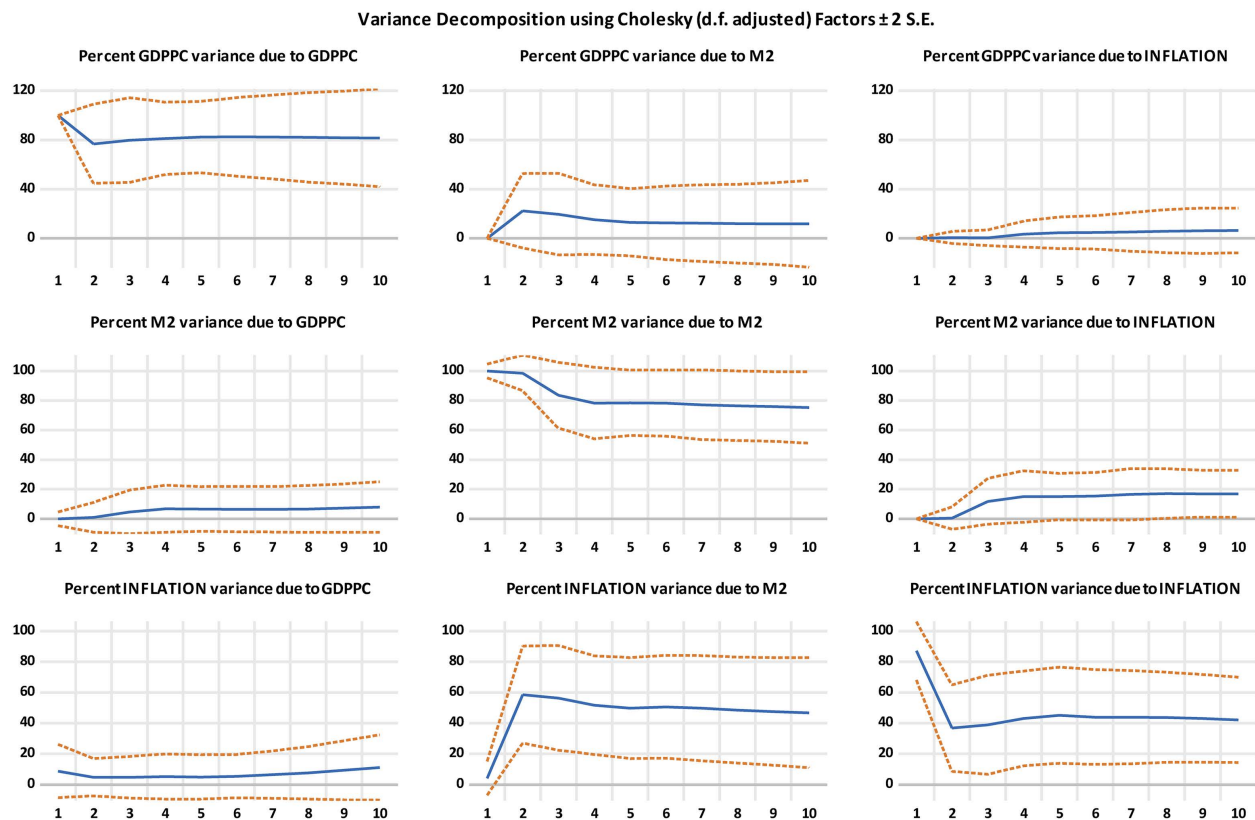 Variance Decomposition using Cholesky (d.f. adjusted) Factors ± 2 S.E.
Percent GDPPC variance due to GDPPC
120
80
40
0
1 2 3 4 5 6 7 8 9 10
Percent GDPPC variance due to M2
120
80
40
0
1 2 3 4 5 6 7 8 9 10
Percent GDPPC variance due to INFLATION
120
80
40
0
1 2 3 4 5 6 7 8 9 10
Percent M2 variance due to GDPPC
100
80
60
40
20
0
1 2 3 4 5 6 7 8 9 10
Percent M2 variance due to M2
100
80
60
40
20
0
1 2 3 4 5 6 7 8 9 10
Percent M2 variance due to INFLATION
100
80
60
40
20
0
1 2 3 4 5 6 7 8 9 10
Percent INFLATION variance due to GDPPC
100
80
60
40
20
0
1 2 3 4 5 6 7 8 9 10
Percent INFLATION variance due to M2
100
80
60
40
20
0
1 2 3 4 5 6 7 8 9 10
Percent INFLATION variance due to INFLATION
100
80
60
40
20
0
1 2 3 4 5 6 7 8 9 10